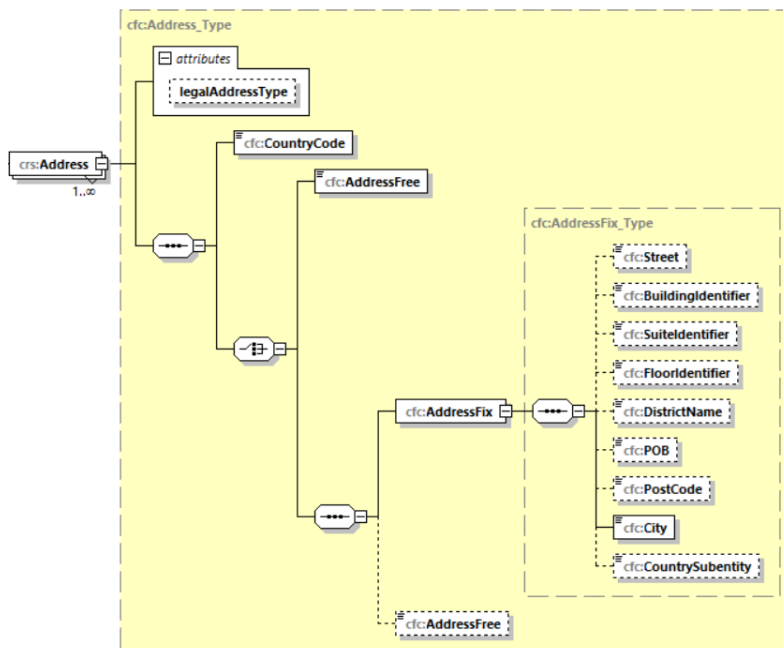 cfc:Address_Type
attributes
legalAddressType
cfc:CountryCode
crs:Address
1..∞
cfc:AddressFree
cfc:AddressFix_Type
cfc:Street
cfc:BuildingIdentifier
cfc:SuiteIdentifier
cfc:FloorIdentifier
cfc:AddressFix
cfc:DistrictName
cfc:POB
cfc:PostCode
cfc:City
cfc:CountrySubentity
cfc:AddressFree